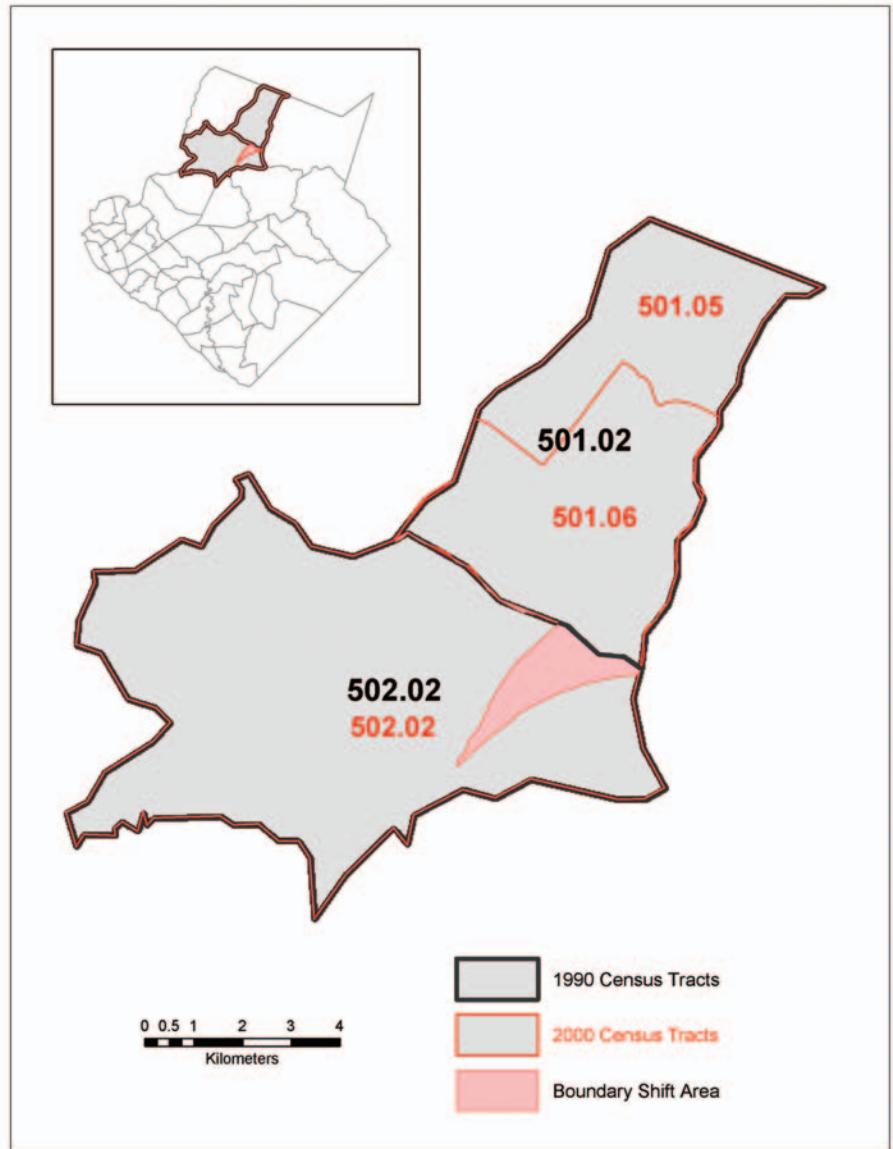 501.05
501.02
501.06
502.02
502.02
1990 Census Tracts
2000 Census Tracts
Boundary Shift Area
0 0.5 1 2 3 4
Kilometers